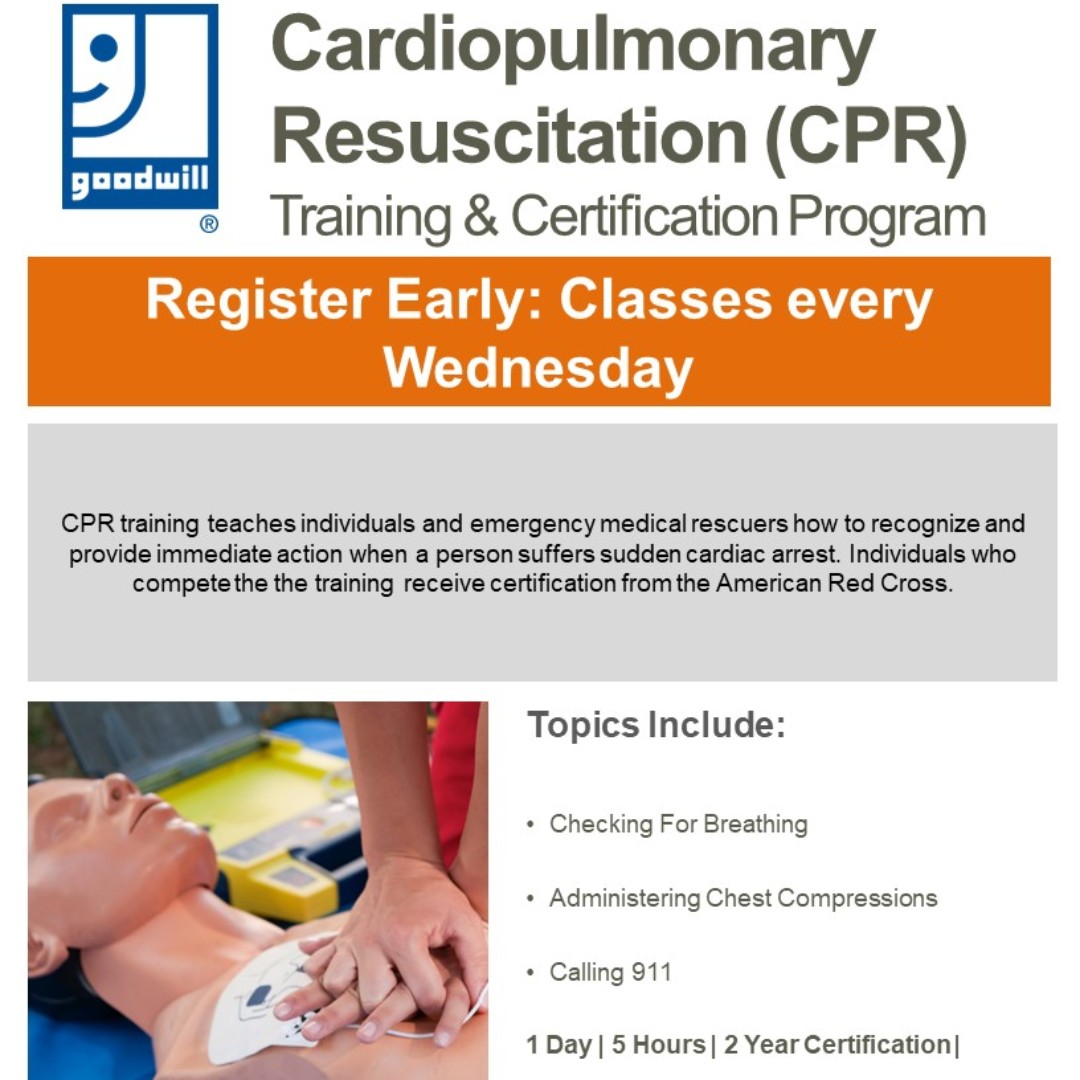 goodwill
®
Cardiopulmonary
Resuscitation (CPR)
Training & Certification Program
Register Early: Classes every
Wednesday
CPR training teaches individuals and emergency medical rescuers how to recognize and
provide immediate action when a person suffers sudden cardiac arrest. Individuals who
compete the the training receive certification from the American Red Cross.
Topics Include:
• Checking For Breathing
• Administering Chest Compressions
• Calling 911
1 Day | 5 Hours | 2 Year Certification |